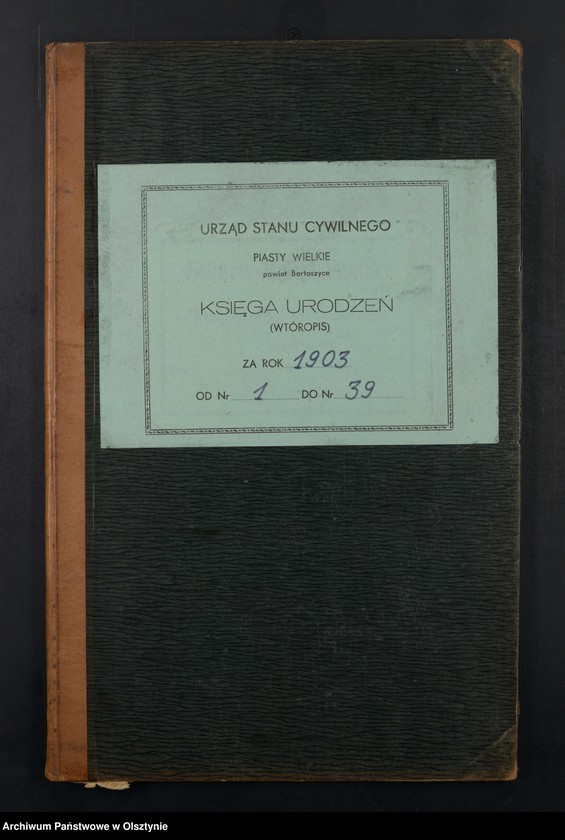 URZĄD STANU CYWILNEGO
PIASTY WIELKIE
powiat Bartoszyce
KSIĘGA URODZEŃ
(WTÓROPIS)
ZA ROK 1903
OD Nr 1 DO Nr 39
Archiwum Państwowe w Olsztynie